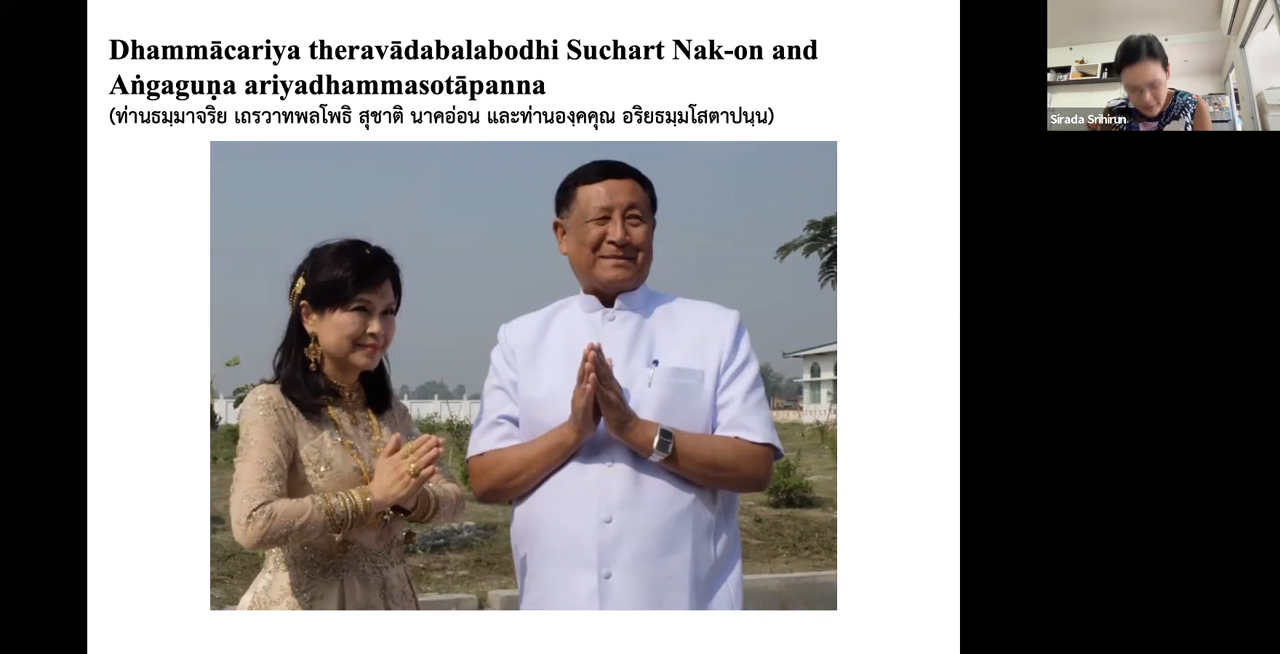 Dhammācariya theravādabalabodhi Suchart Nak-on and
Aṅgaguṇa ariyadhammasotāpanna
(ท่านธมฺมาจริย เถรวาทพลโพธิ สุชาติ นาคอ่อน และท่านองฺคคุณ อริยธมฺมโสตาปนฺน)
Sirada Srihirun